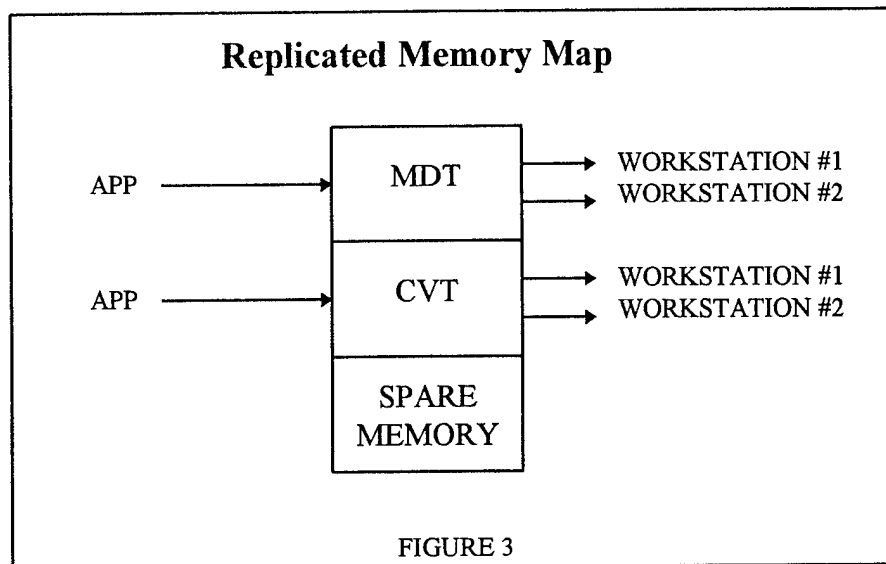 Replicated Memory Map
APP
MDT
WORKSTATION #1
WORKSTATION #2
APP
CVT
WORKSTATION #1
WORKSTATION #2
SPARE
MEMORY
FIGURE 3